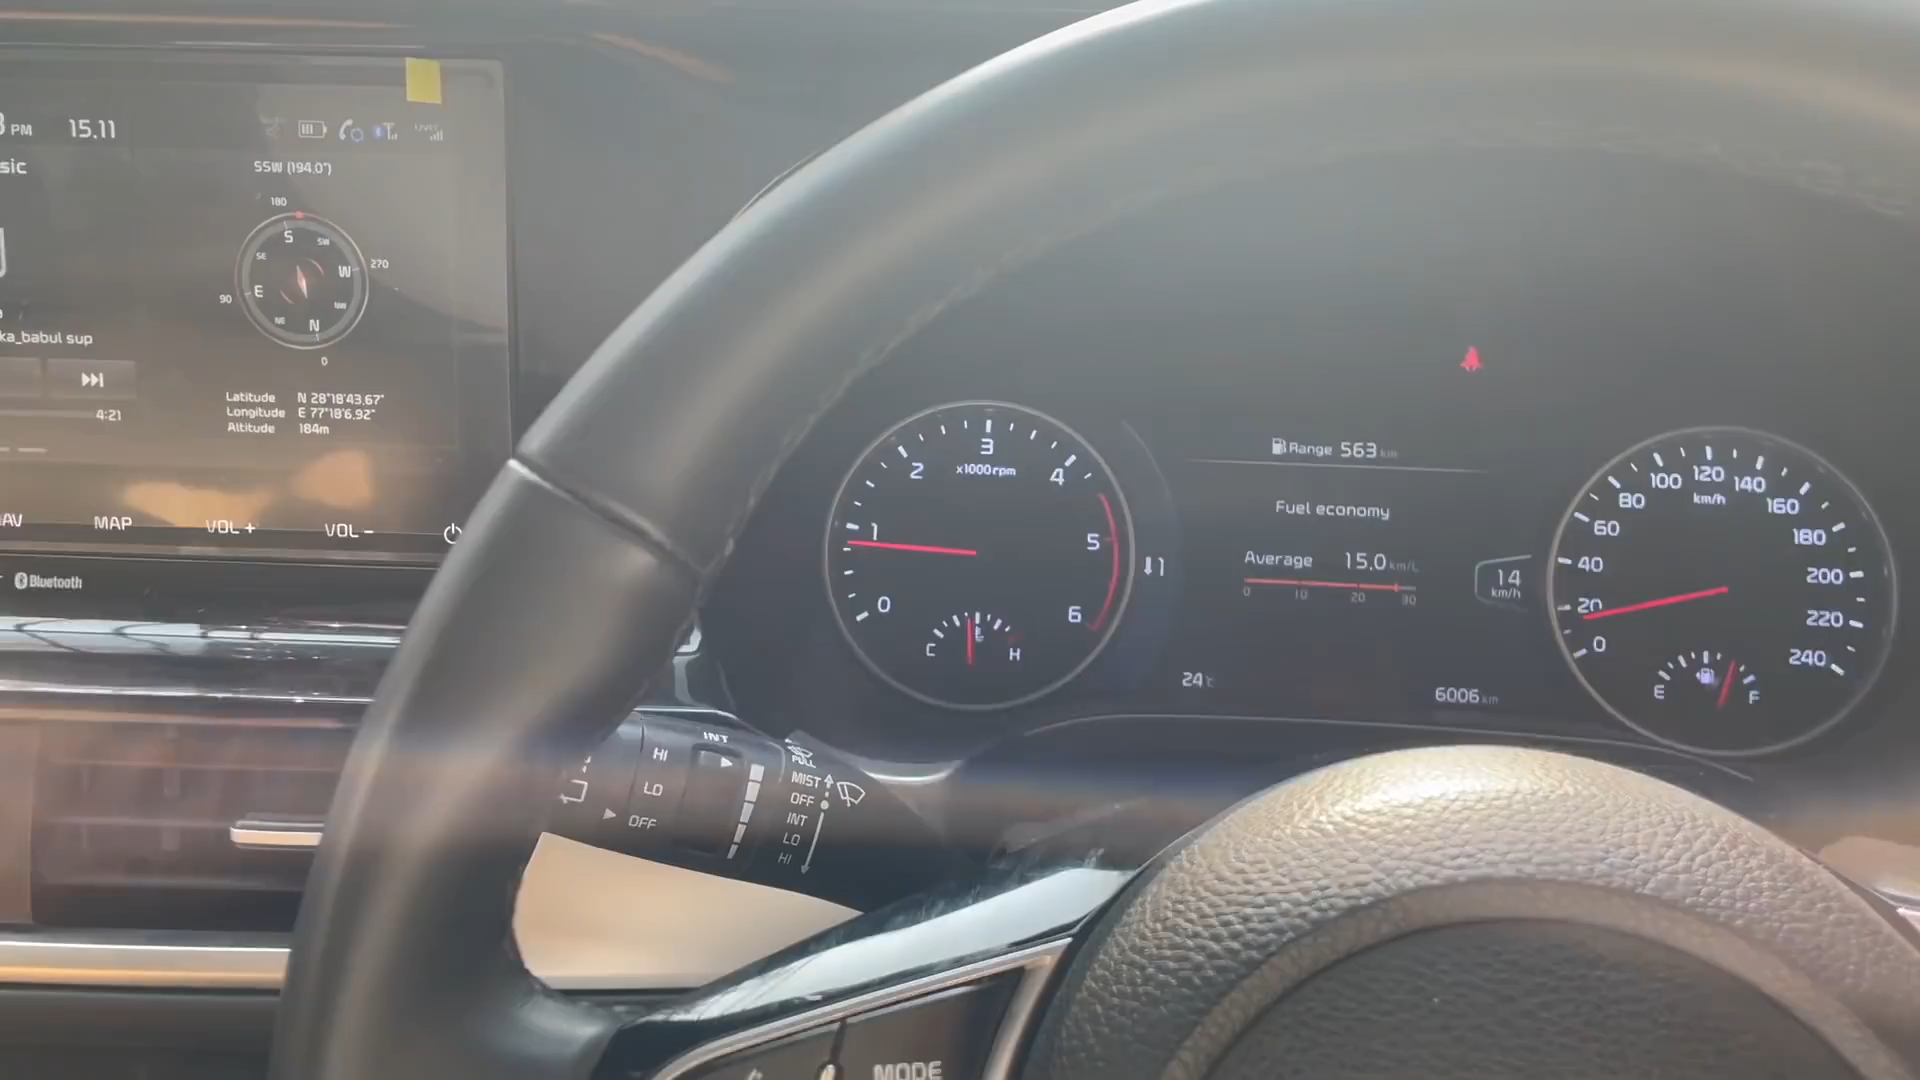 PM 15.11
sic
SSW (194.0°)
180
S
SW
SE
W
270
E
90
NW
NE
N
0
ka_babul sup
4:21
Latitude N 28°18'43.67"
Longitude E 77°18'6.92"
Altitude 184m
AV MAP VOL + VOL -
Bluetooth
3
x1000rpm
2
4
1
5
0
6
C H
1
Range 563 km
Fuel economy
Average 15.0 km/L
0 10 20 30
14
km/h
24°C
6006 km
120
100
140
km/h
80
160
60
180
40
200
20
220
0
240
E F
INT
HI
LO
OFF
PULL
MIST
OFF
INT
LO
HI
MODE